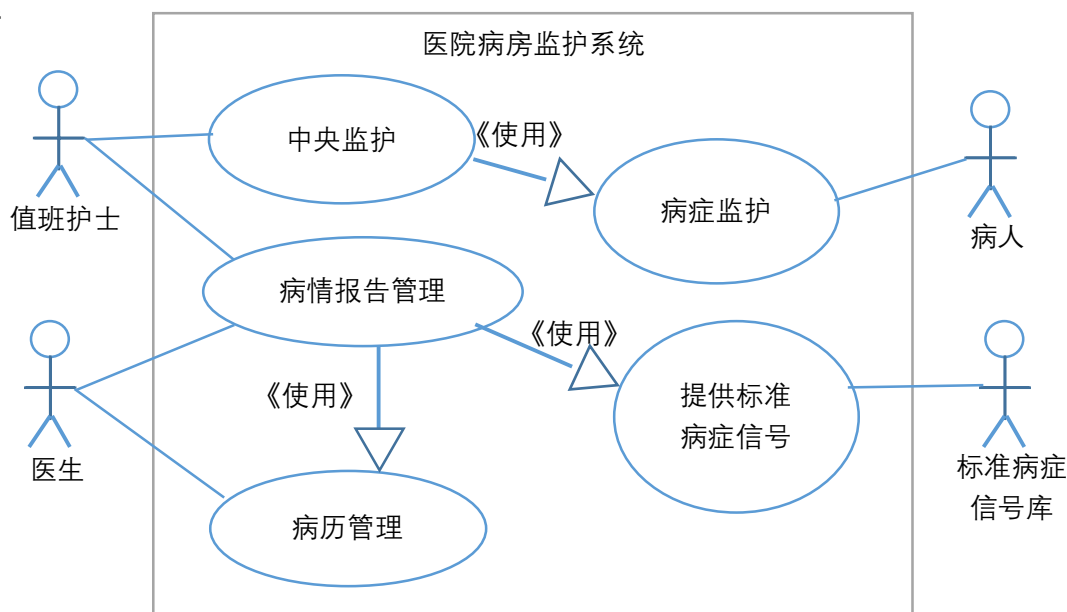 医院病房监护系统
中央监护
《使用》
病症监护
值班护士
病人
病情报告管理
《使用》
《使用》
提供标准
病症信号
医生
标准病症
信号库
病历管理